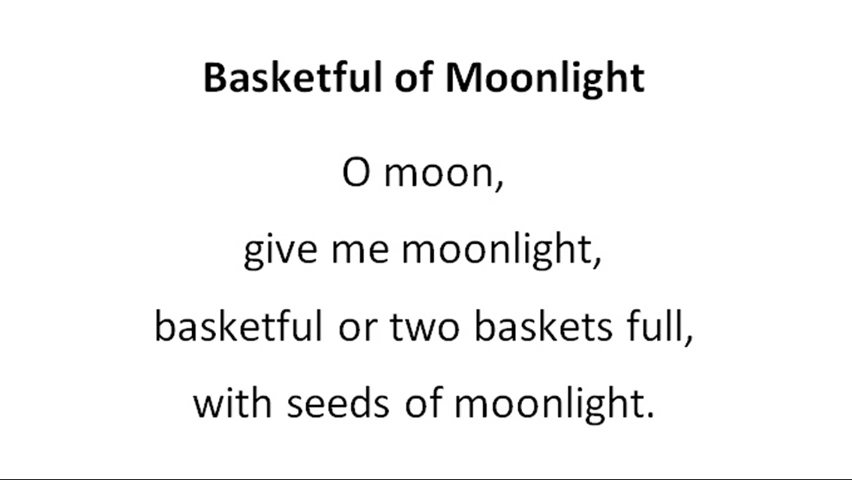 Basketful of Moonlight
O moon,
give me moonlight,
basketful or two baskets full,
with seeds of moonlight.